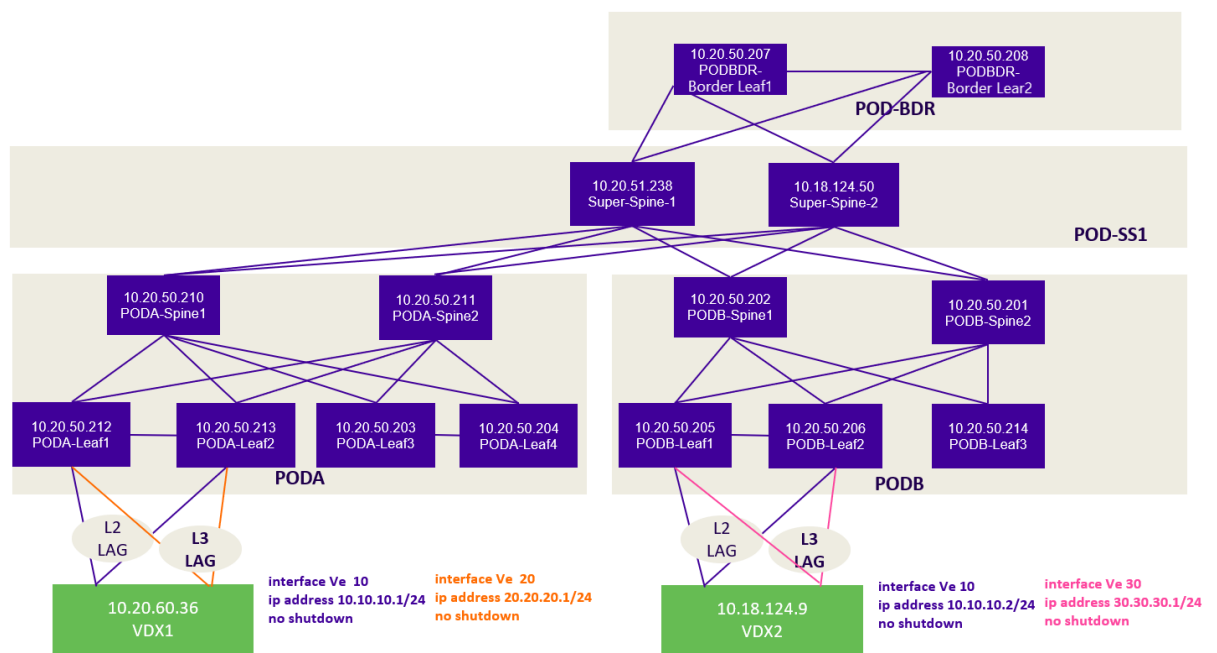 10.20.50.207
PODBDR-
Border Leaf1
10.20.50.208
PODBDR-
Border Lear2
POD-BDR
10.20.51.238
Super-Spine-1
10.18.124.50
Super-Spine-2
POD-SS1
10.20.50.210
PODA-Spine1
10.20.50.211
PODA-Spine2
10.20.50.202
PODB-Spine1
10.20.50.201
PODB-Spine2
10.20.50.212
PODA-Leaf1
10.20.50.213
PODA-Leaf2
10.20.50.203
PODA-Leaf3
10.20.50.204
PODA-Leaf4
10.20.50.205
PODB-Leaf1
10.20.50.206
PODB-Leaf2
10.20.50.214
PODB-Leaf3
PODA
PODB
L2
LAG
L3
LAG
L2
LAG
L3
LAG
10.20.60.36
VDX1
interface Ve 10
ip address 10.10.10.1/24
no shutdown
interface Ve 20
ip address 20.20.20.1/24
no shutdown
10.18.124.9
VDX2
interface Ve 10
ip address 10.10.10.2/24
no shutdown
interface Ve 30
ip address 30.30.30.1/24
no shutdown